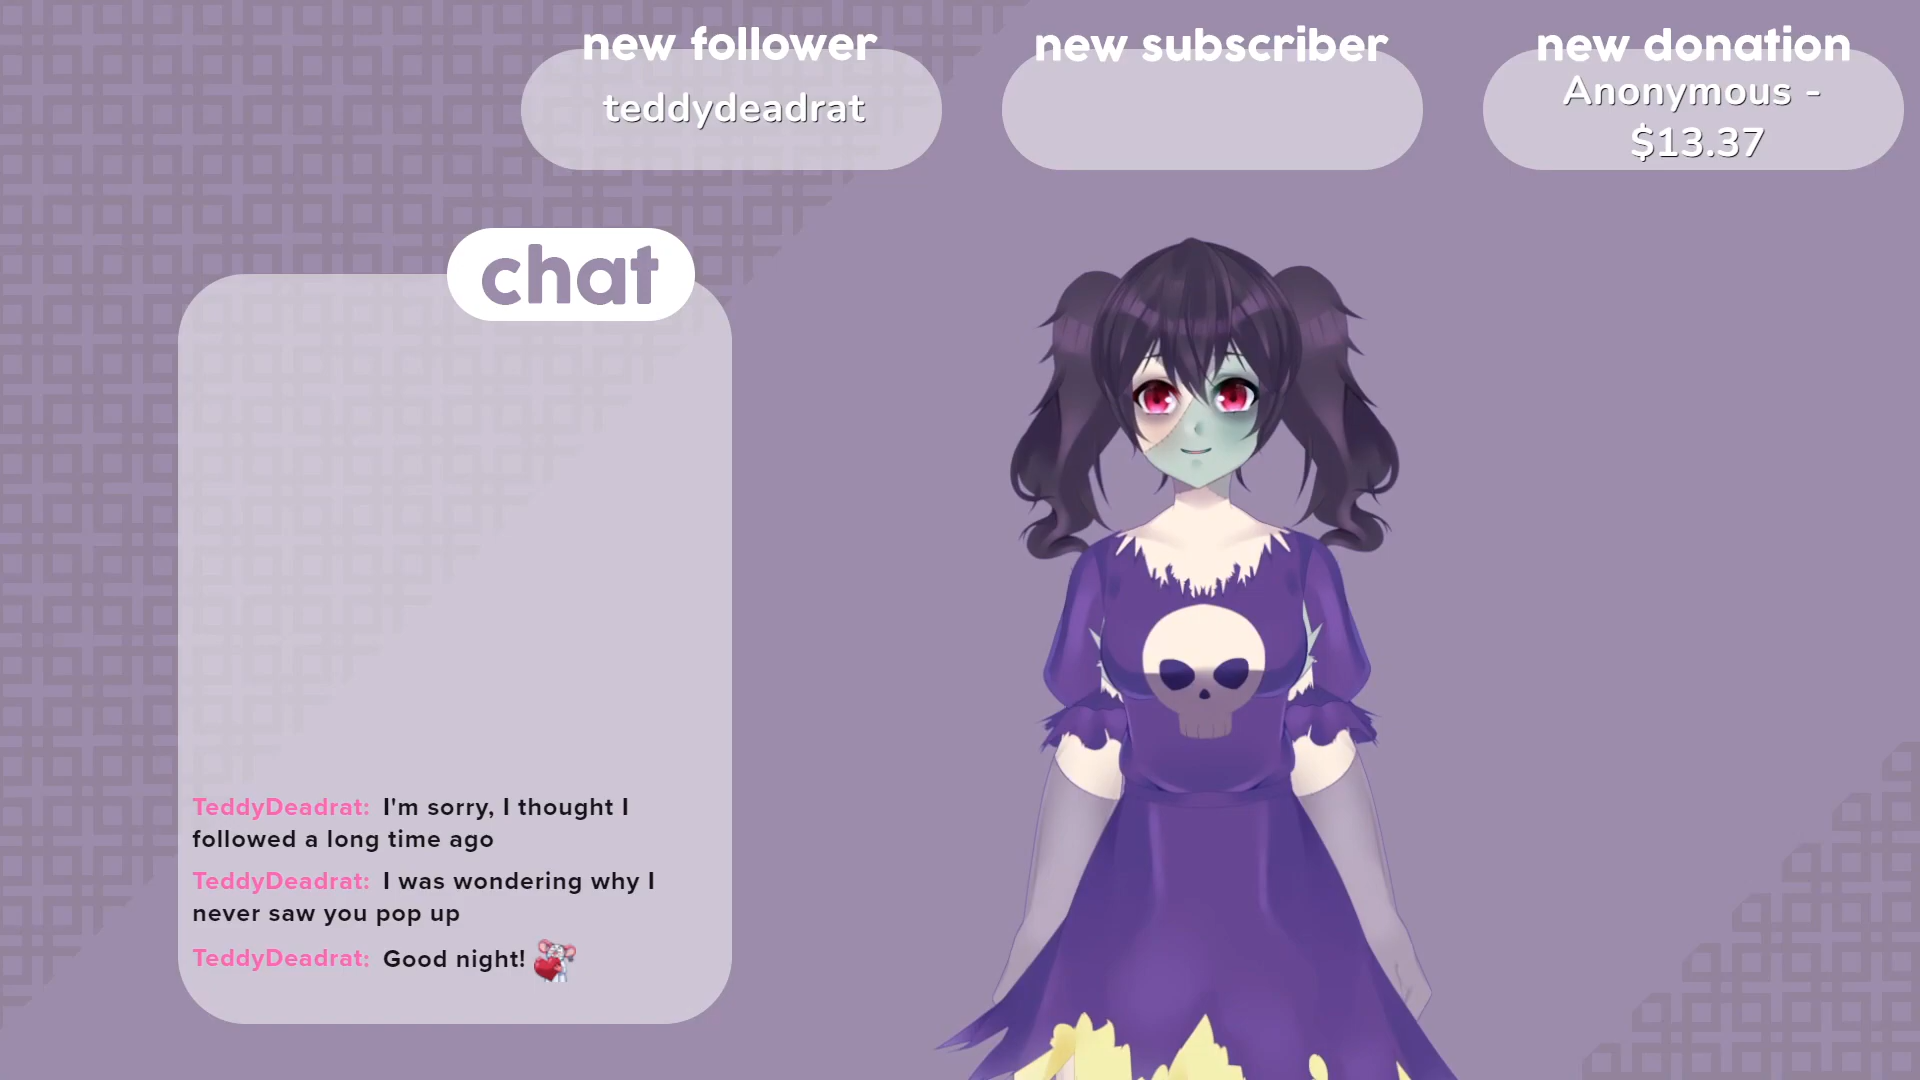 new follower
teddydeadrat
new subscriber
new donation
Anonymous -
$13.37
chat
TeddyDeadrat: I'm sorry, I thought I
followed a long time ago
TeddyDeadrat: I was wondering why I
never saw you pop up
TeddyDeadrat: Good night!